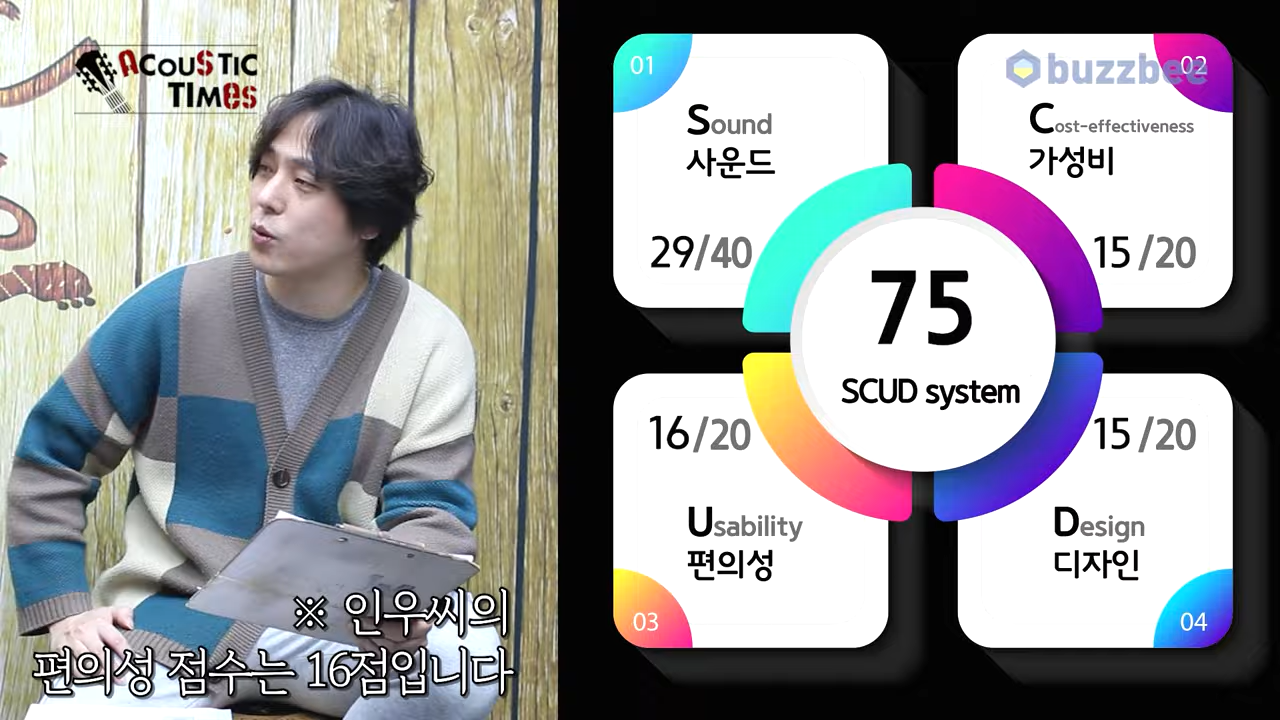 ACOUSTIC
TIMES
※ 인우씨의
편의성 점수는 16점입니다
01
Sound
사운드
29/40
02
buzzbee
Cost-effectiveness
가성비
15/20
75
SCUD system
16/20
Usability
편의성
03
15/20
Design
디자인
04